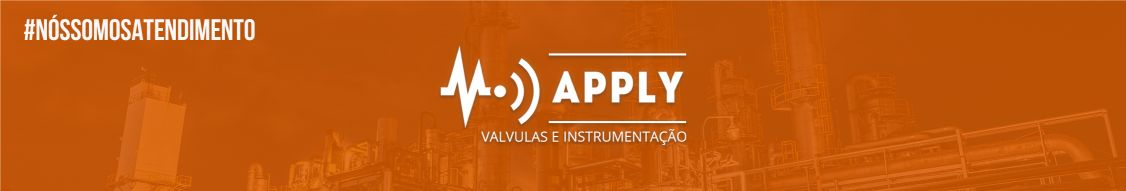 #NÓSSOMOSATENDIMENTO
APPLY
VALVULAS E INSTRUMENTAÇÃO